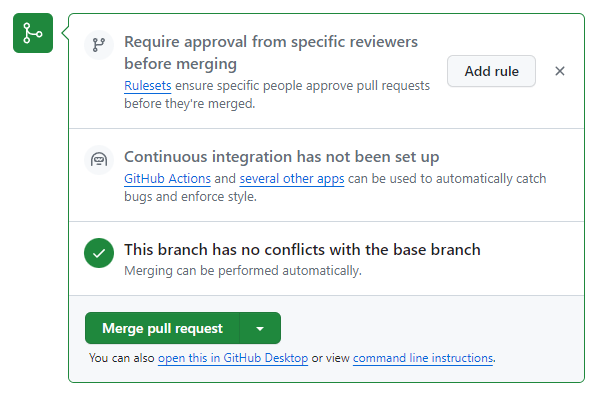 Require approval from specific reviewers
before merging
Rulesets ensure specific people approve pull requests
before they're merged.
Add rule
Continuous integration has not been set up
GitHub Actions and several other apps can be used to automatically catch
bugs and enforce style.
This branch has no conflicts with the base branch
Merging can be performed automatically.
Merge pull request
You can also open this in GitHub Desktop or view command line instructions.